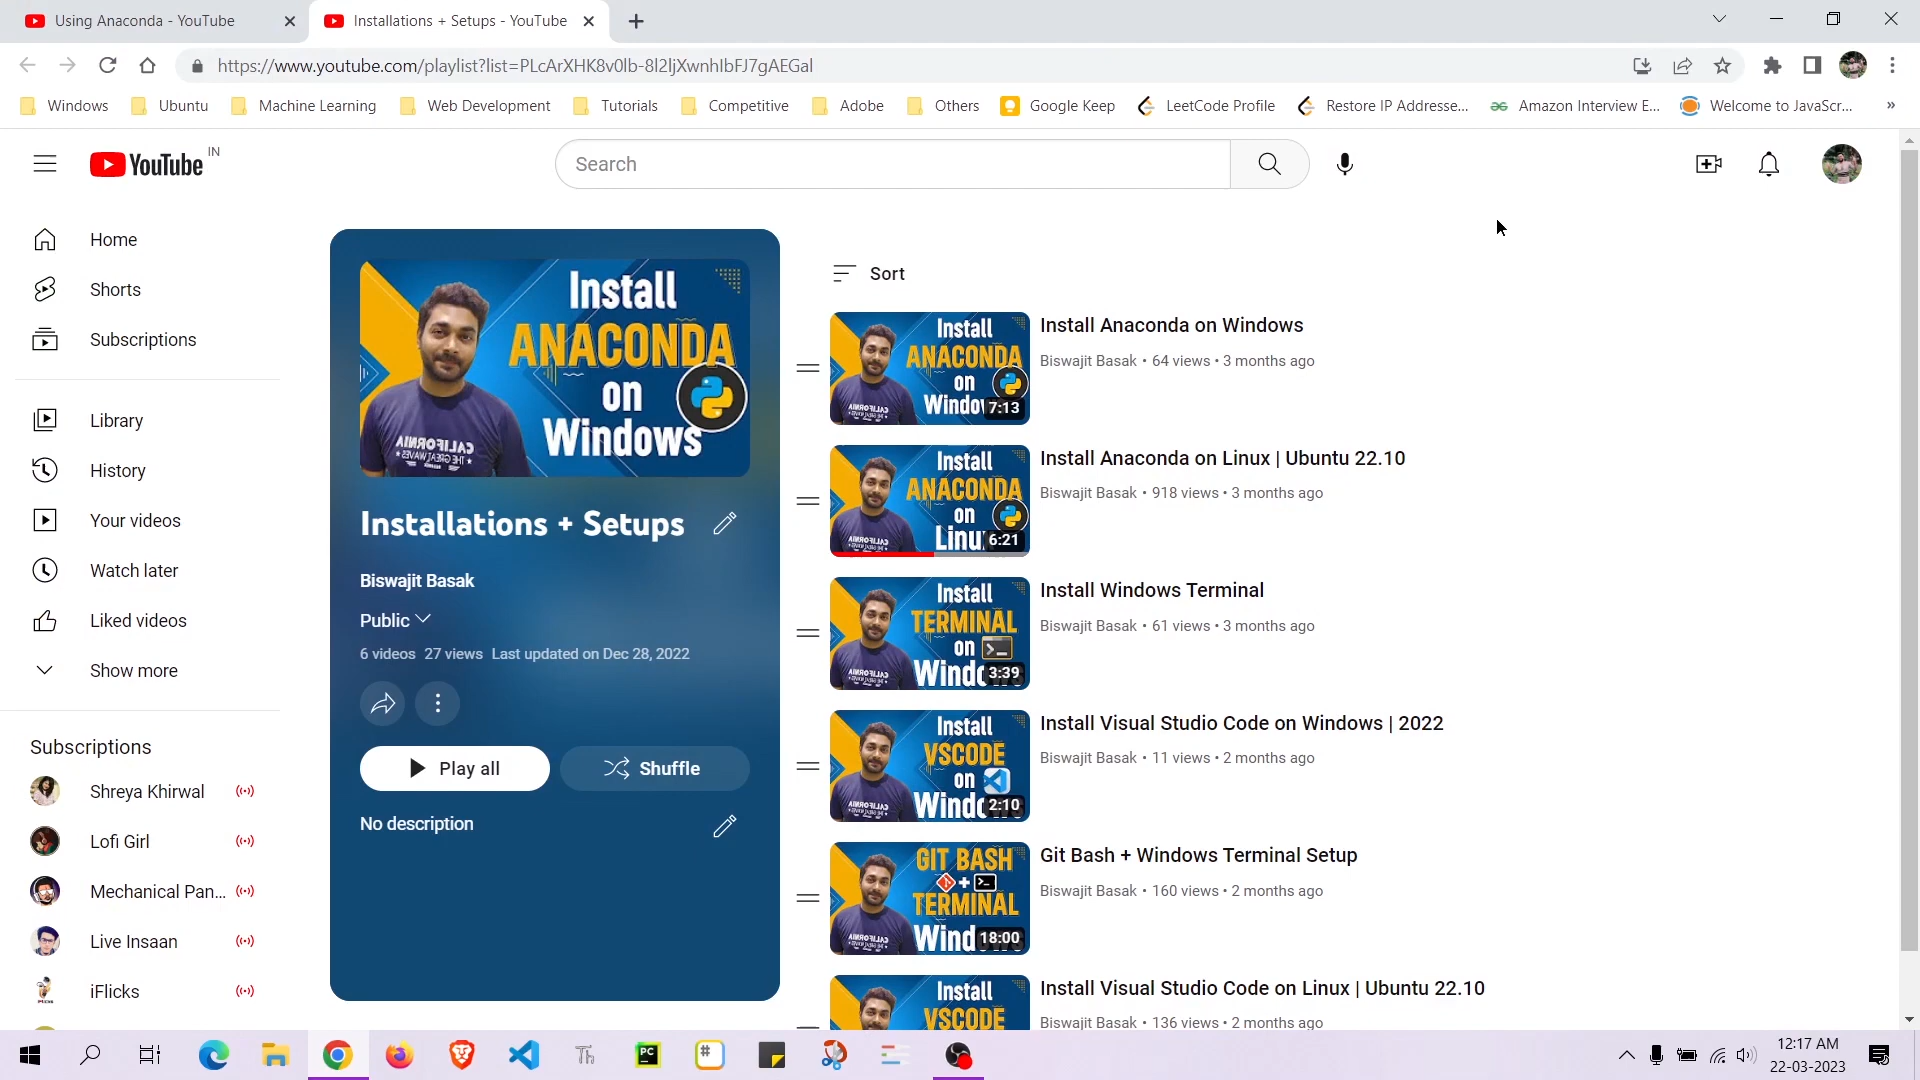 Using Anaconda - YouTube
Installations + Setups - YouTube
https://www.youtube.com/playlist?list=PLcArXHK8v0lb-8l2ljXwnhIbFJ7gAEGal
Windows
Ubuntu
Machine Learning
Web Development
Tutorials
Competitive
Adobe
Others
Google Keep
LeetCode Profile
Restore IP Addresse...
Amazon Interview E...
Welcome to JavaScr...
YouTube IN
Search
Home
Shorts
Subscriptions
Library
History
Your videos
Watch later
Liked videos
Show more
Subscriptions
Shreya Khirwal
Lofi Girl
Mechanical Pan...
Live Insaan
iFlicks
Install
ANACONDA
on
Windows
CALIFORNIA
THE GREAT WAVES
Installations + Setups
Biswajit Basak
Public
6 videos 27 views Last updated on Dec 28, 2022
Play all
Shuffle
No description
Sort
Install
ANACONDA
on
Window
7:13
Install Anaconda on Windows
Biswajit Basak • 64 views • 3 months ago
Install
ANACONDA
on
Linu
6:21
Install Anaconda on Linux | Ubuntu 22.10
Biswajit Basak • 918 views • 3 months ago
Install
TERMINAL
on
Windo
3:39
Install Windows Terminal
Biswajit Basak • 61 views • 3 months ago
Install
VSCODE
on
Windo
2:10
Install Visual Studio Code on Windows | 2022
Biswajit Basak • 11 views • 2 months ago
GIT BASH
+
TERMINAL
Wind
18:00
Git Bash + Windows Terminal Setup
Biswajit Basak • 160 views • 2 months ago
Install
VSCODE
Install Visual Studio Code on Linux | Ubuntu 22.10
Biswajit Basak • 136 views • 2 months ago
Th
PC
#
12:17 AM
22-03-2023